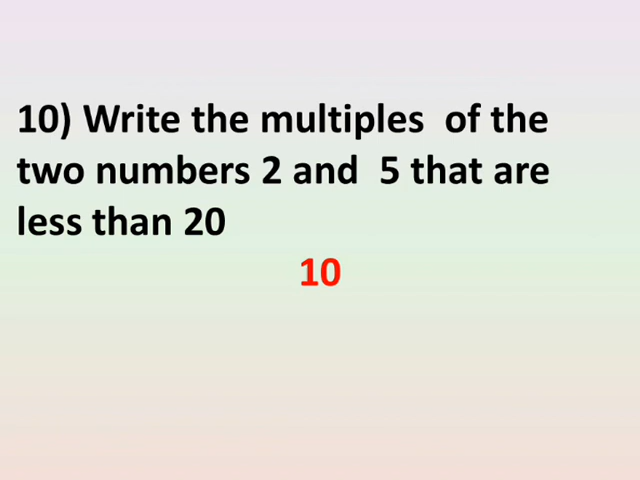 10) Write the multiples of the
two numbers 2 and 5 that are
less than 20
10